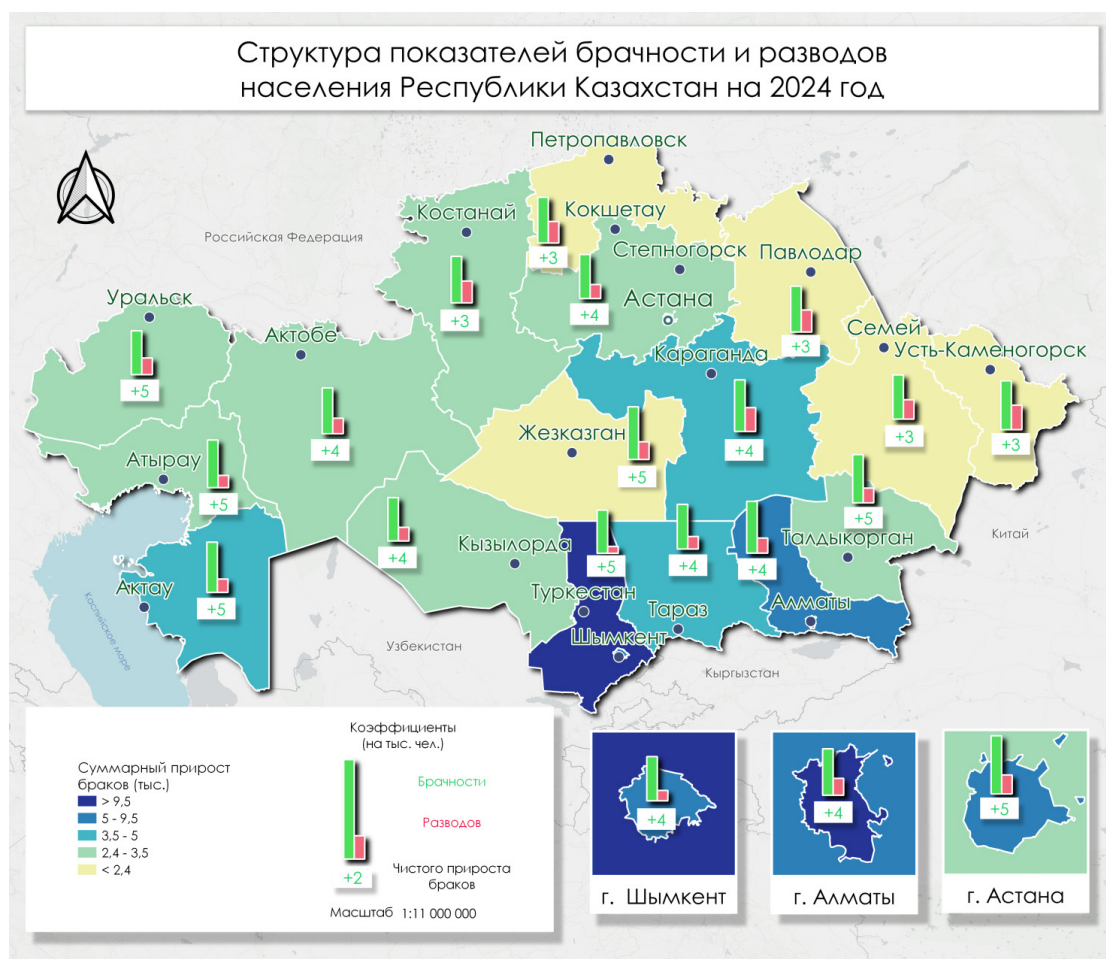 Структура показателей брачности и разводов
населения Республики Казахстан на 2024 год
Петропавловск
Костанай
Кокшетау
Российская Федерация
Степногорск
Павлодар
+3
Уральск
Астана
+4
+3
Актобе
+3
Семей
Караганда
Усть-Каменогорск
+5
Жезказган
+4
+3
+3
+4
Атырау
+5
+5
+5
Китай
Кызылорда
+4
+5
+4
+4
Талдыкорган
Актау
+5
Туркестан
Тараз
Алматы
Каспийское море
Узбекистан
Шымкент
Кыргызстан
Коэффициенты
(на тыс. чел.)
Суммарный прирост
браков (тыс.)
> 9,5
5 - 9,5
3,5 - 5
2,4 - 3,5
< 2,4
Брачности
Разводов
Чистого прироста
браков
+2
Масштаб 1:11 000 000
+4
г. Шымкент
+4
г. Алматы
+5
г. Астана